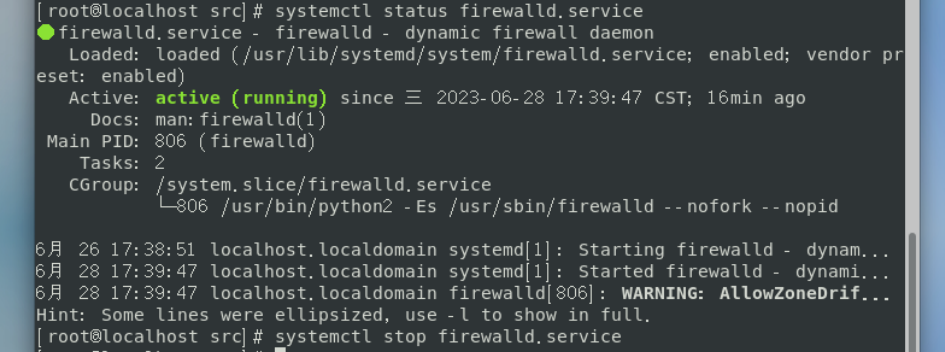 [root@localhost src]# systemctl status firewalld.service
firewalld.service - firewalld - dynamic firewall daemon
Loaded: loaded (/usr/lib/systemd/system/firewalld.service; enabled; vendor pr
eset: enabled)
Active: active (running) since 三 2023-06-28 17:39:47 CST; 16min ago
Docs: man:firewalld(1)
Main PID: 806 (firewalld)
Tasks: 2
CGroup: /system.slice/firewalld.service
└─806 /usr/bin/python2 -Es /usr/sbin/firewalld --nofork --nopid
6月 26 17:38:51 localhost.localdomain systemd[1]: Starting firewalld - dynam...
6月 28 17:39:47 localhost.localdomain systemd[1]: Started firewalld - dynami...
6月 28 17:39:47 localhost.localdomain firewalld[806]: WARNING: AllowZoneDrif...
Hint: Some lines were ellipsized, use -l to show in full.
[root@localhost src]# systemctl stop firewalld.service